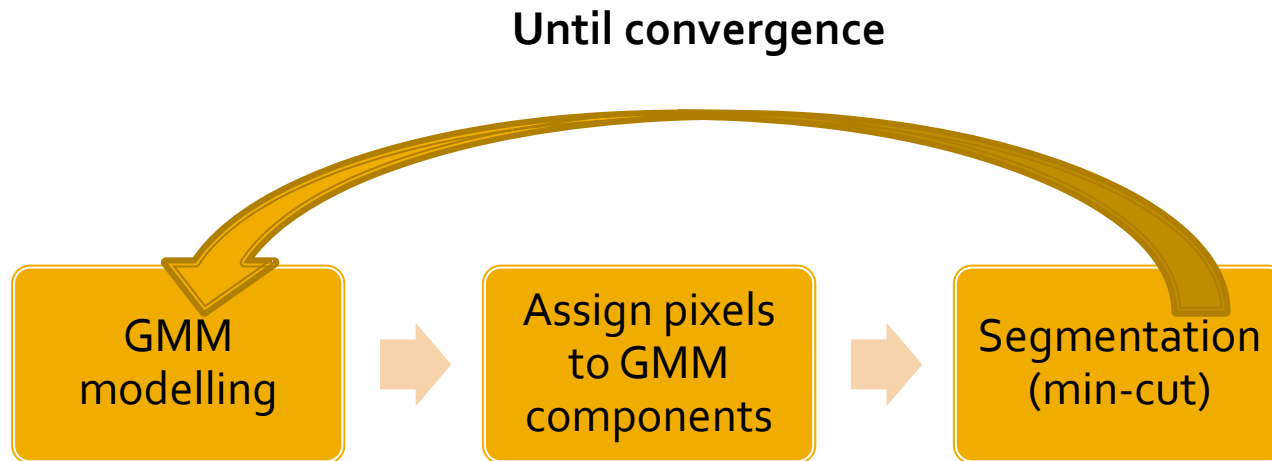 Until convergence
GMM
modelling
Assign pixels
to GMM
components
Segmentation
(min-cut)